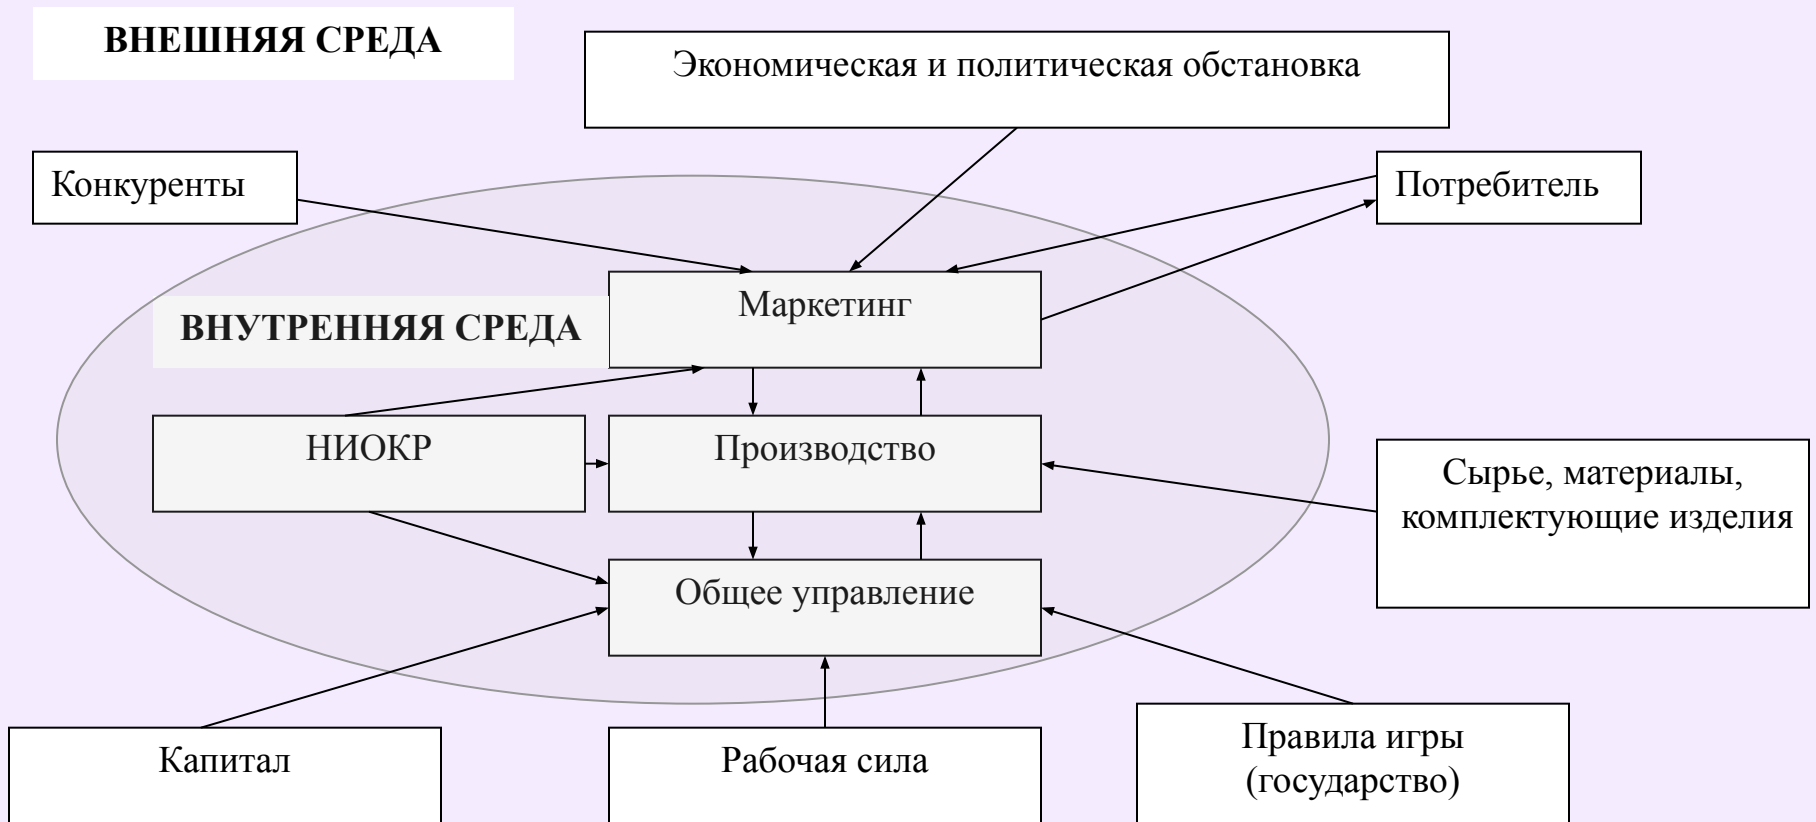 ВНЕШНЯЯ СРЕДА
Экономическая и политическая обстановка
Конкуренты
Потребитель
Маркетинг
ВНУТРЕННЯЯ СРЕДА
НИОКР
Производство
Сырье, материалы,
комплектующие изделия
Общее управление
Капитал
Рабочая сила
Правила игры
(государство)